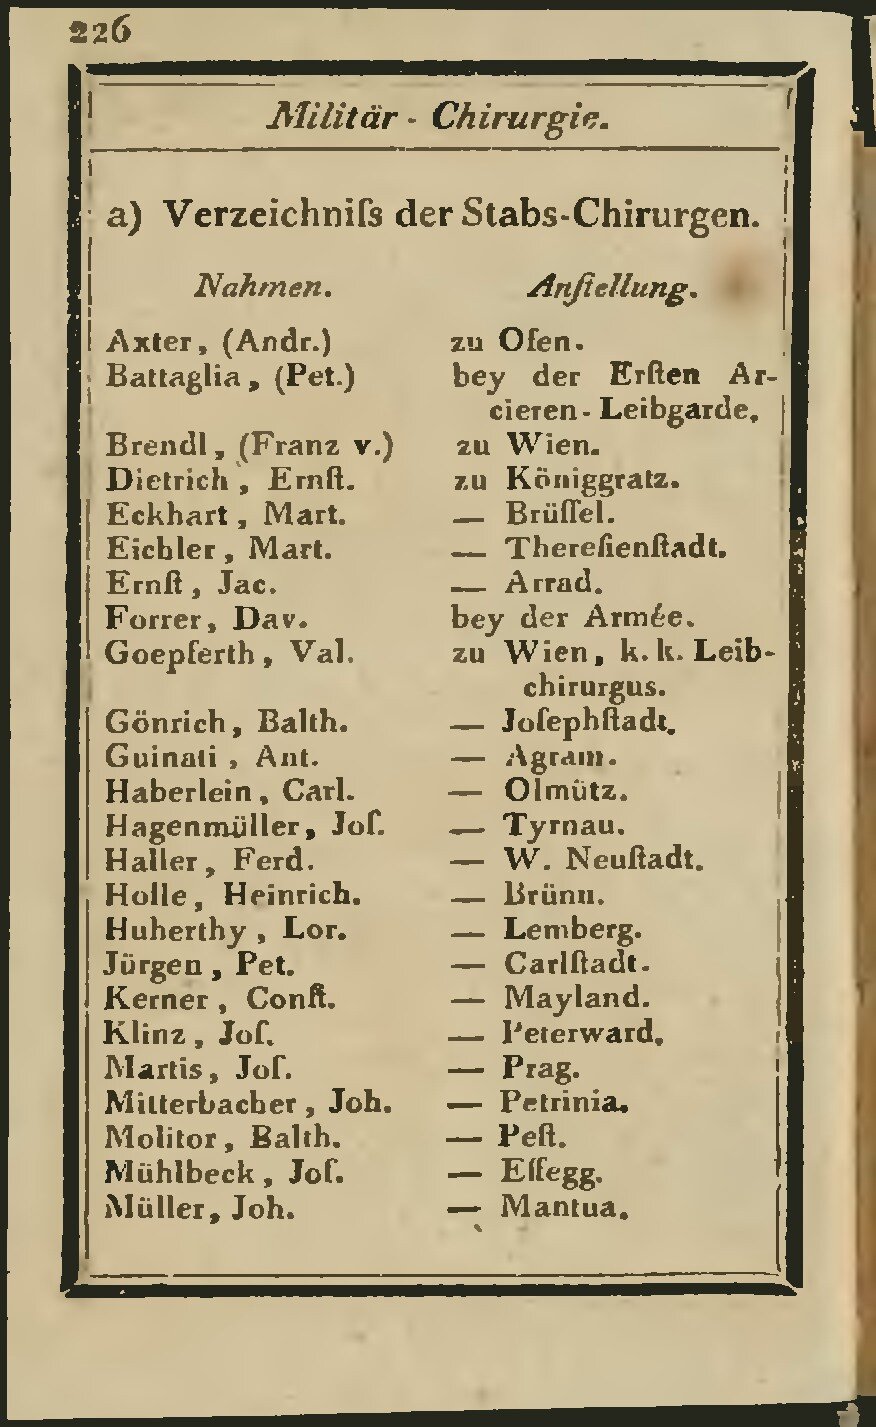 226
Militär - Chirurgie.
a) Verzeichniſs der Stabs-Chirurgen.
Nahmen. Anſtellung.
Axter, (Andr.) zu Ofen.
Battaglia, (Pet.) bey der Erſten Ar-
cieren-Leibgarde.
Brendl, (Franz v.) zu Wien.
Dietrich, Ernſt. zu Königgratz.
Eckhart, Mart. — Brüſſel.
Eichler, Mart. — Thereſienſtadt.
Ernſt, Jac. — Arrad.
Forrer, Dav. bey der Armée.
Goepferth, Val. zu Wien, k. k. Leib-
chirurgus.
Gönrich, Balth. — Joſephſtadt.
Guinati, Ant. — Agram.
Haberlein, Carl. — Olmütz.
Hagenmüller, Joſ. — Tyrnau.
Haller, Ferd. — W. Neuſtadt.
Holle, Heinrich. — Brünn.
Huherthy, Lor. — Lemberg.
Jürgen, Pet. — Carlſtadt.
Kerner, Conſt. — Mayland.
Klinz, Joſ. — Peterward.
Martis, Joſ. — Prag.
Mitterbacher, Joh. — Petrinia.
Molitor, Balth. — Peſt.
Mühlbeck, Joſ. — Eſſegg.
Müller, Joh. — Mantua.